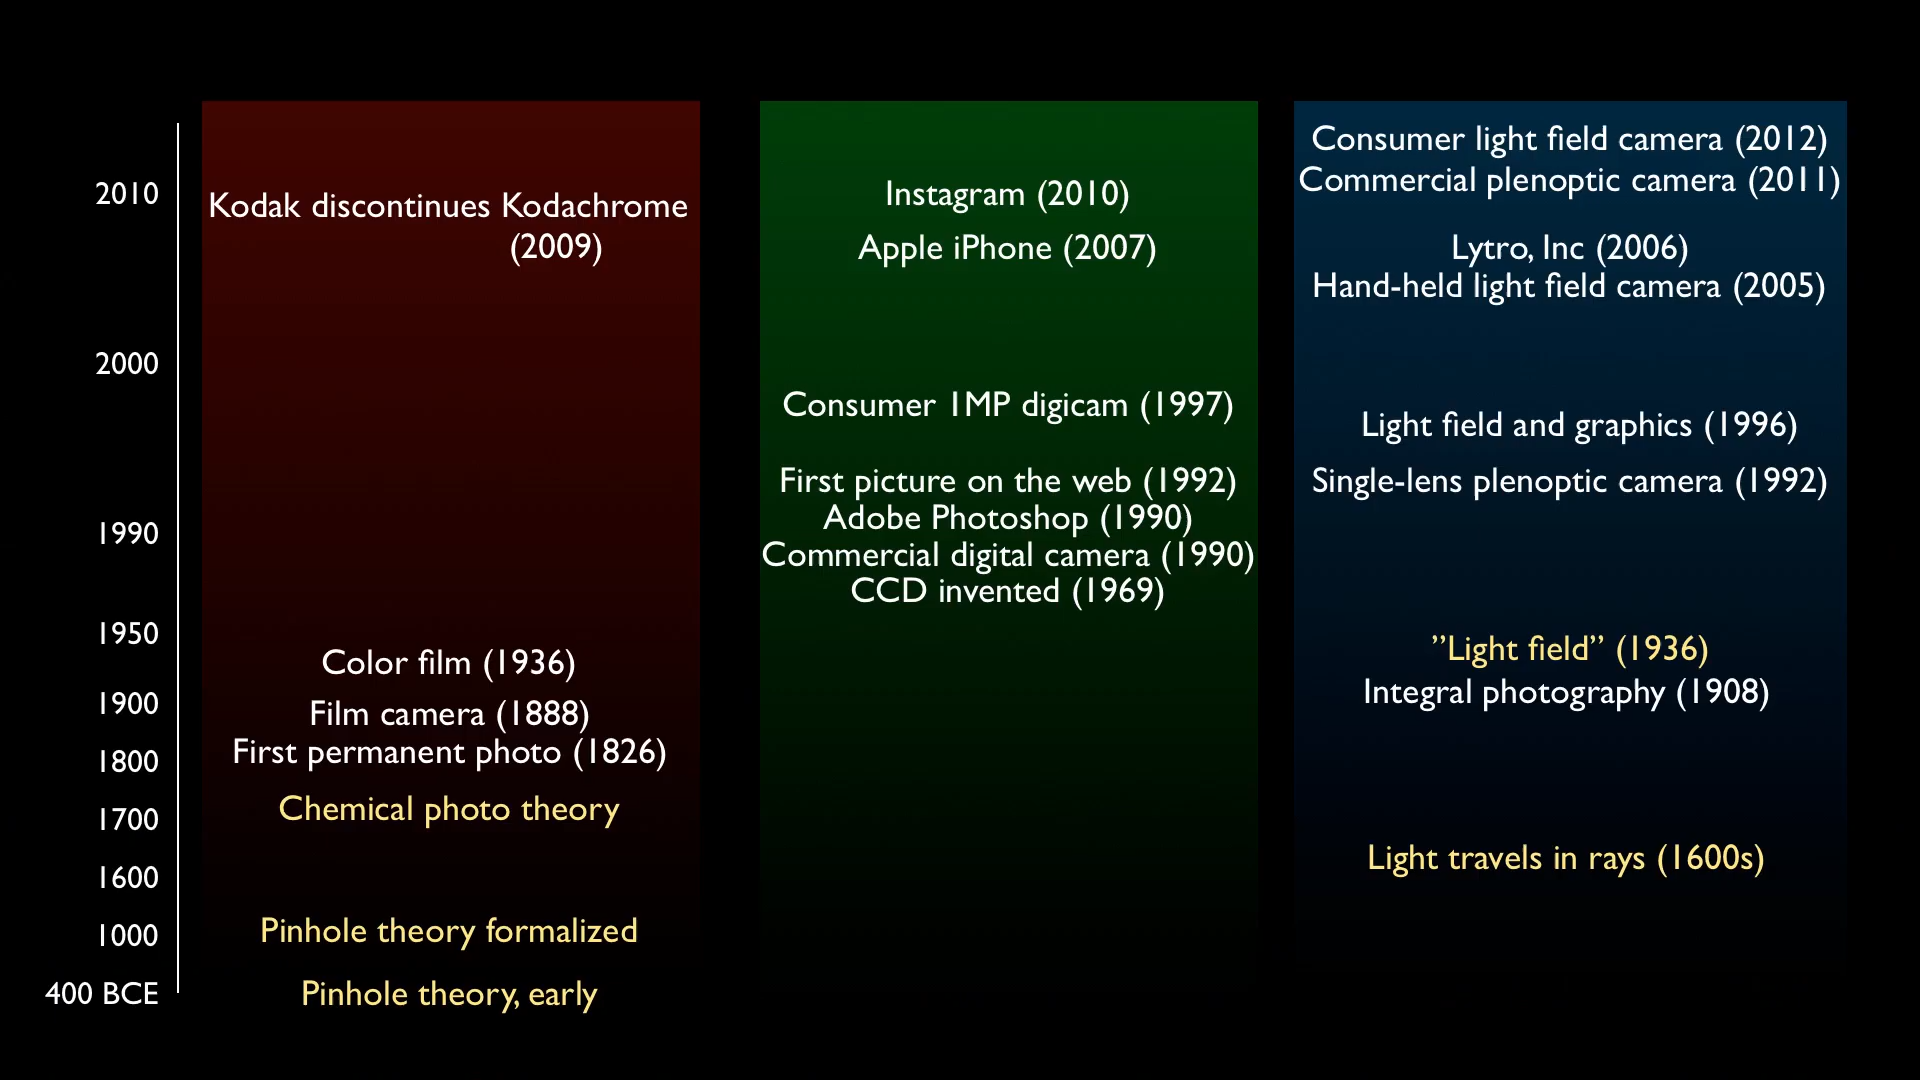 2010
2000
1990
1950
1900
1800
1700
1600
1000
400 BCE
Kodak discontinues Kodachrome
(2009)
Color film (1936)
Film camera (1888)
First permanent photo (1826)
Chemical photo theory
Pinhole theory formalized
Pinhole theory, early
Instagram (2010)
Apple iPhone (2007)
Consumer 1MP digicam (1997)
First picture on the web (1992)
Adobe Photoshop (1990)
Commercial digital camera (1990)
CCD invented (1969)
Consumer light field camera (2012)
Commercial plenoptic camera (2011)
Lytro, Inc (2006)
Hand-held light field camera (2005)
Light field and graphics (1996)
Single-lens plenoptic camera (1992)
”Light field” (1936)
Integral photography (1908)
Light travels in rays (1600s)